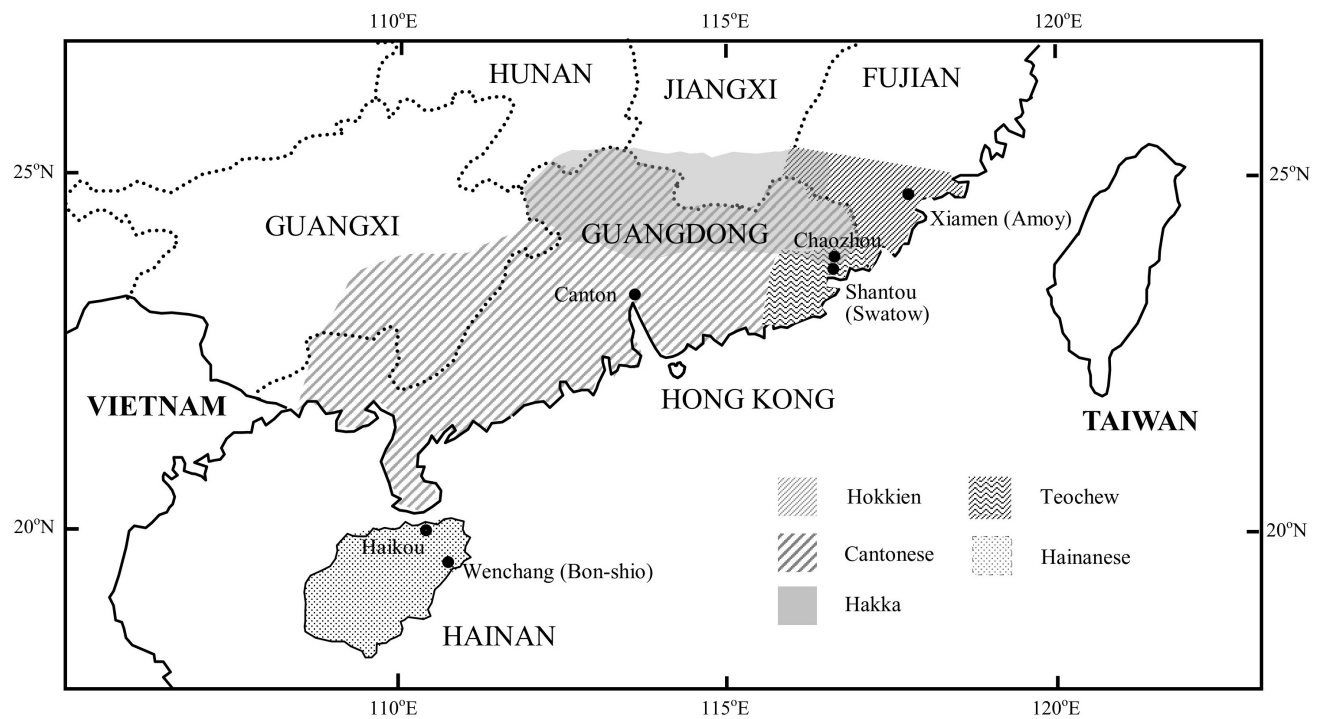 110°E
115°E
120°E
HUNAN
JIANGXI
FUJIAN
25°N
25°N
GUANGXI
GUANGDONG
Xiamen (Amoy)
Chaozhou
Canton
Shantou
(Swatow)
VIETNAM
HONG KONG
TAIWAN
Hokkien
Teochew
20°N
20°N
Haikou
Cantonese
Hainanese
Wenchang (Bon-shio)
Hakka
HAINAN
110°E
115°E
120°E